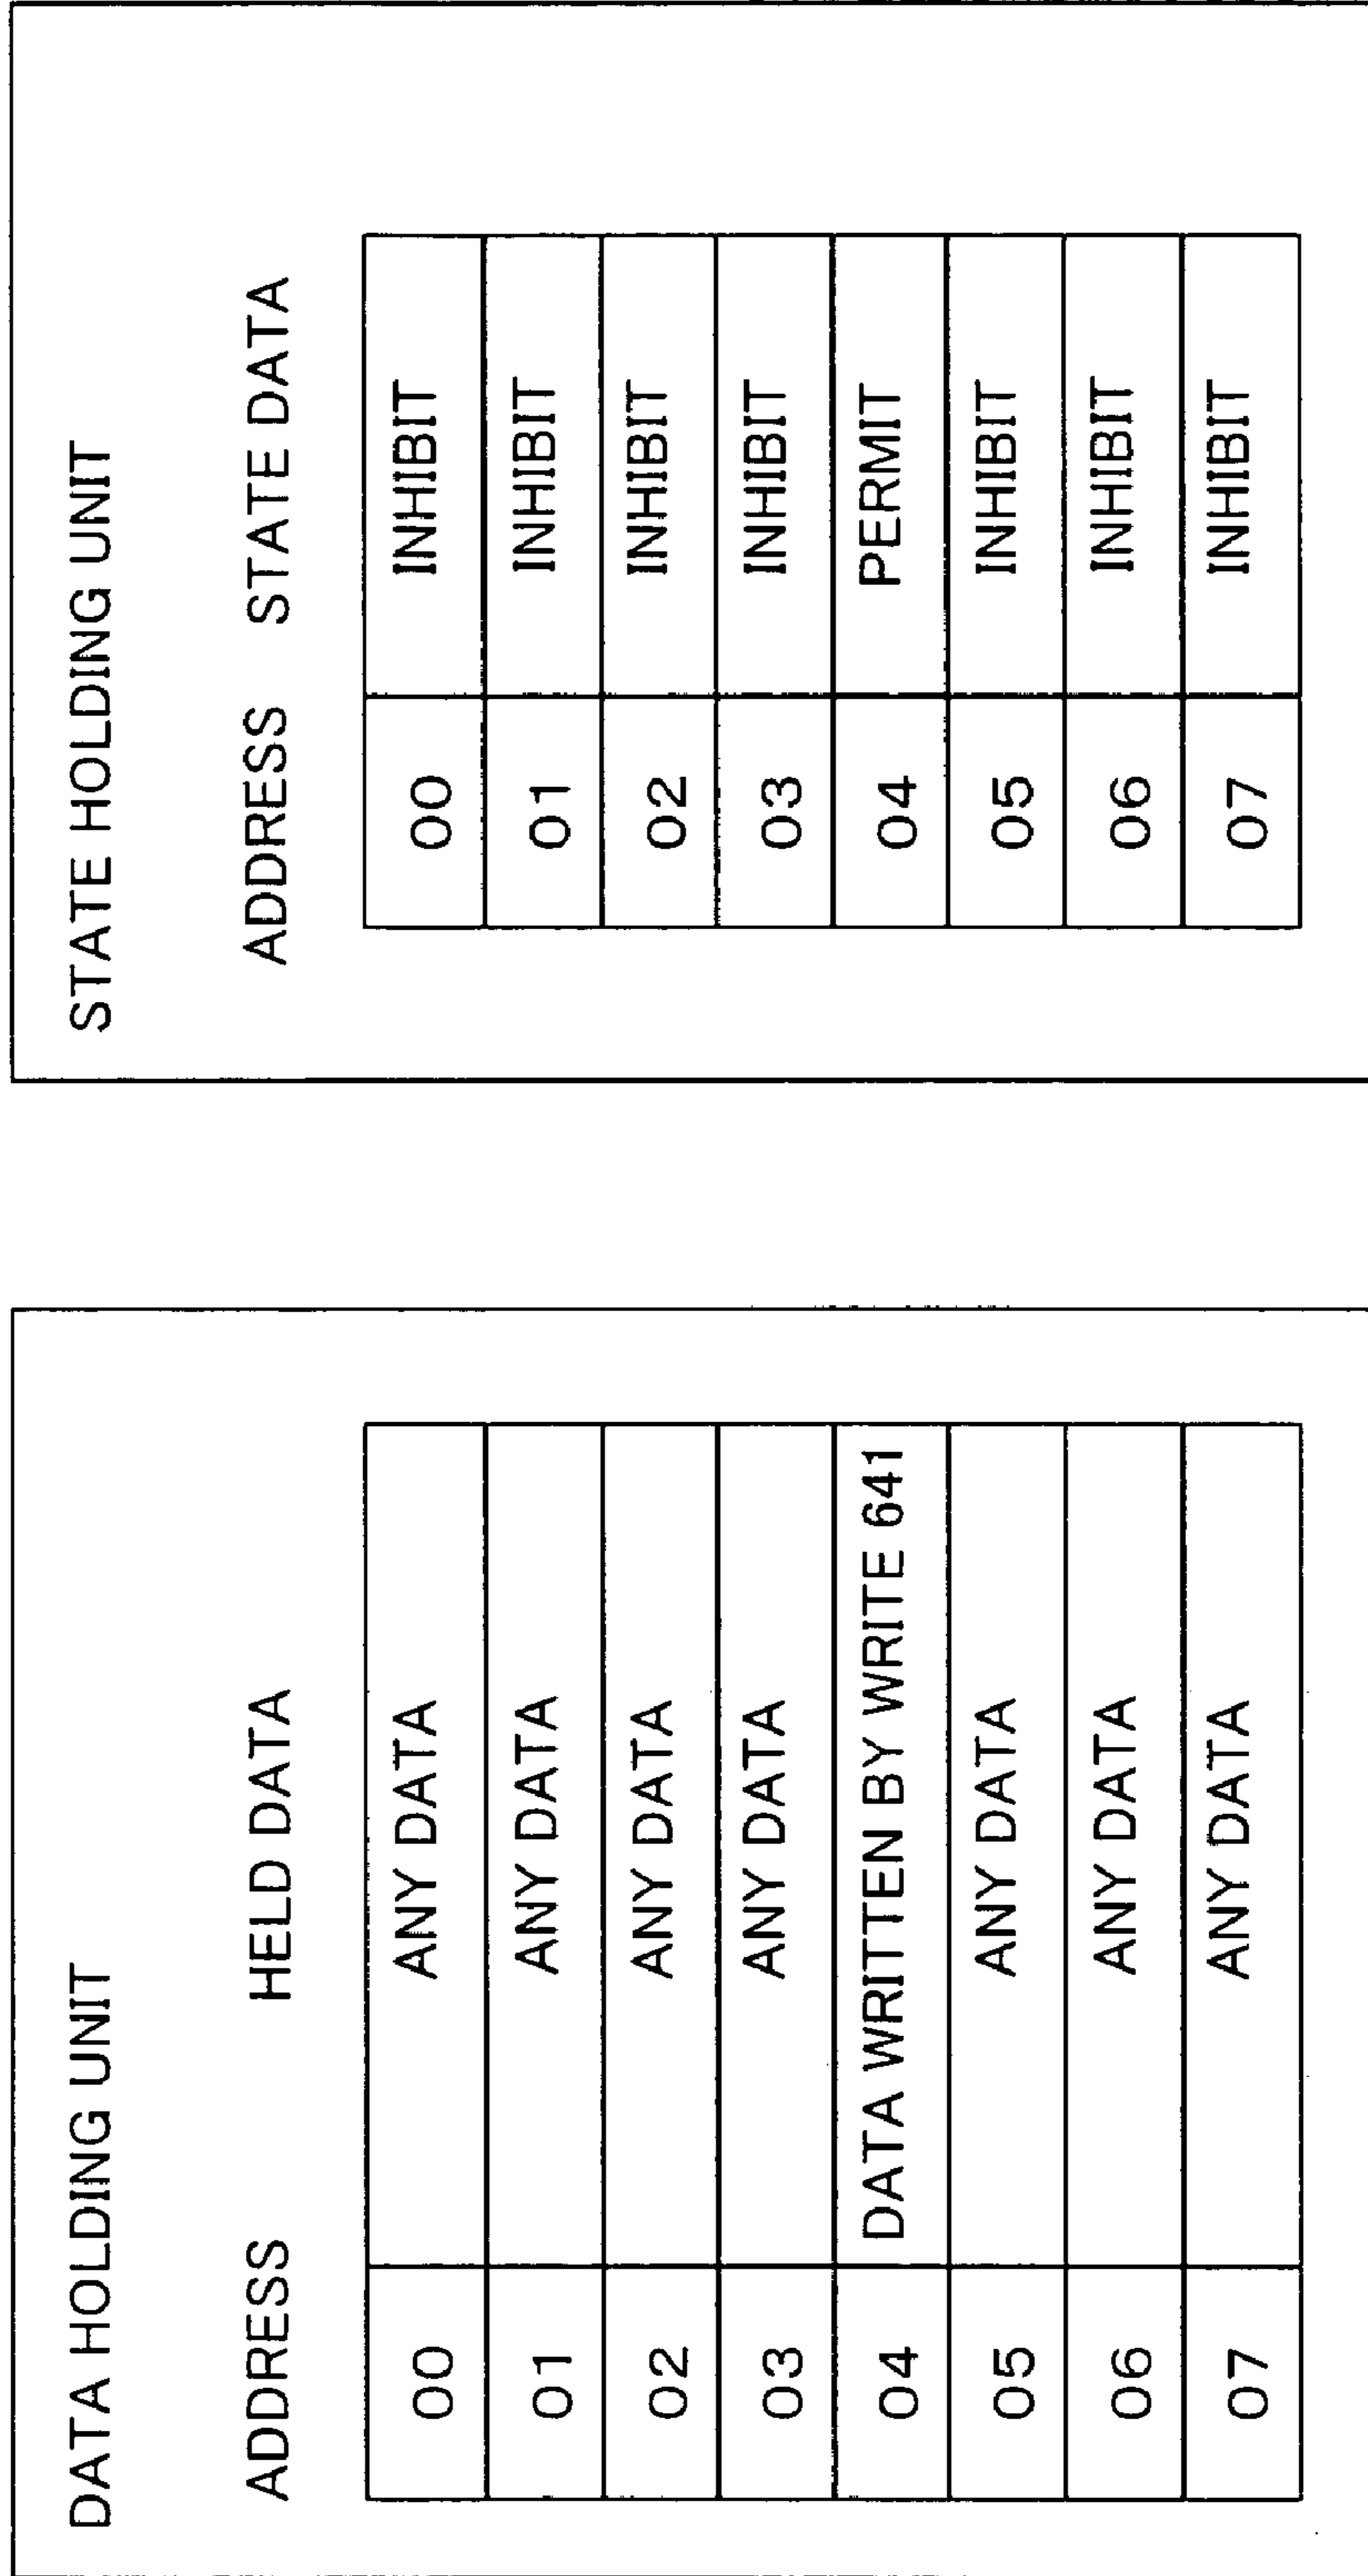 DATA HOLDING UNIT
ADDRESS HELD DATA
00 ANY DATA
01 ANY DATA
02 ANY DATA
03 ANY DATA
04 DATA WRITTEN BY WRITE 641
05 ANY DATA
06 ANY DATA
07 ANY DATA
STATE HOLDING UNIT
ADDRESS STATE DATA
00 INHIBIT
01 INHIBIT
02 INHIBIT
03 INHIBIT
04 PERMIT
05 INHIBIT
06 INHIBIT
07 INHIBIT